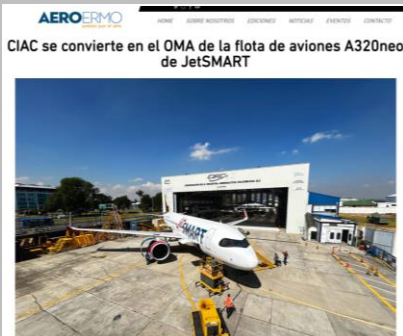 AEROERMO
HOME SOBRE NOSOTROS EDICIONES NOTICIAS EVENTOS CONTACTO
CIAC se convierte en el OMA de la flota de aviones A320neo
de JetSMART
CIAC
SMART